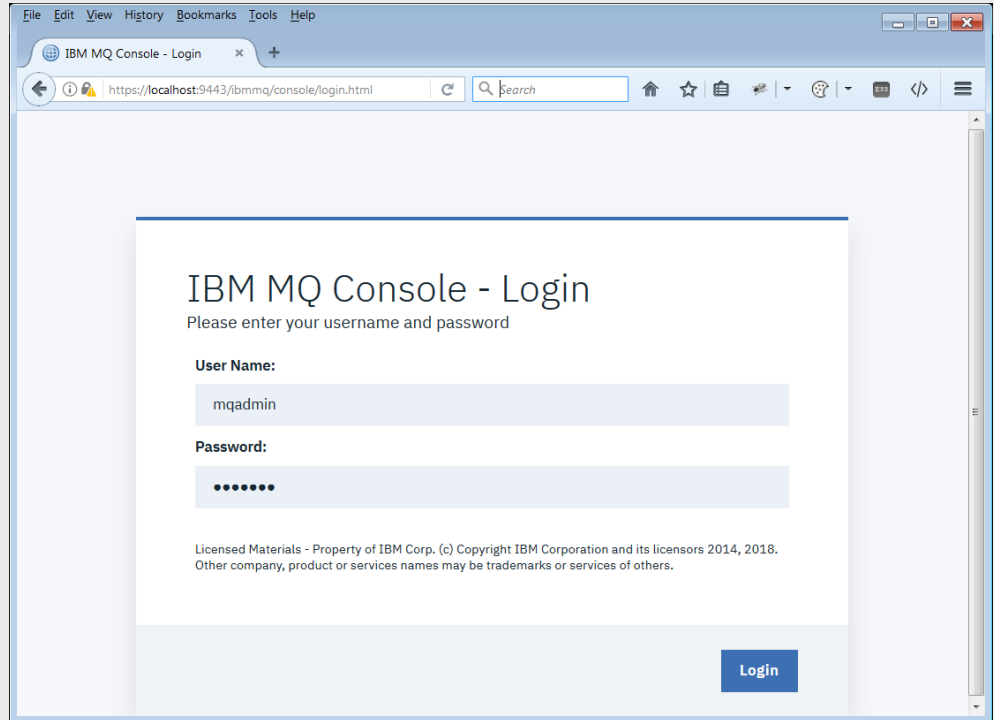 File Edit View History Bookmarks Tools Help
IBM MQ Console - Login
https://localhost:9443/ibmmq/console/login.html Search
IBM MQ Console - Login
Please enter your username and password
User Name:
mqadmin
Password:
•••••••
Licensed Materials - Property of IBM Corp. (c) Copyright IBM Corporation and its licensors 2014, 2018.
Other company, product or services names may be trademarks or services of others.
Login